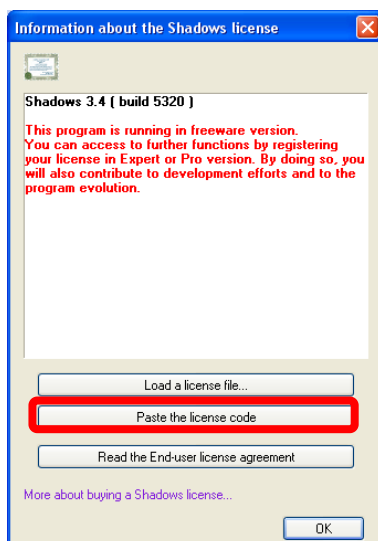 Information about the Shadows license
Shadows 3.4 ( build 5320 )
This program is running in freeware version.
You can access to further functions by registering
your license in Expert or Pro version. By doing so, you
will also contribute to development efforts and to the
program evolution.
Load a license file...
Paste the license code
Read the End-user license agreement
More about buying a Shadows license...
OK